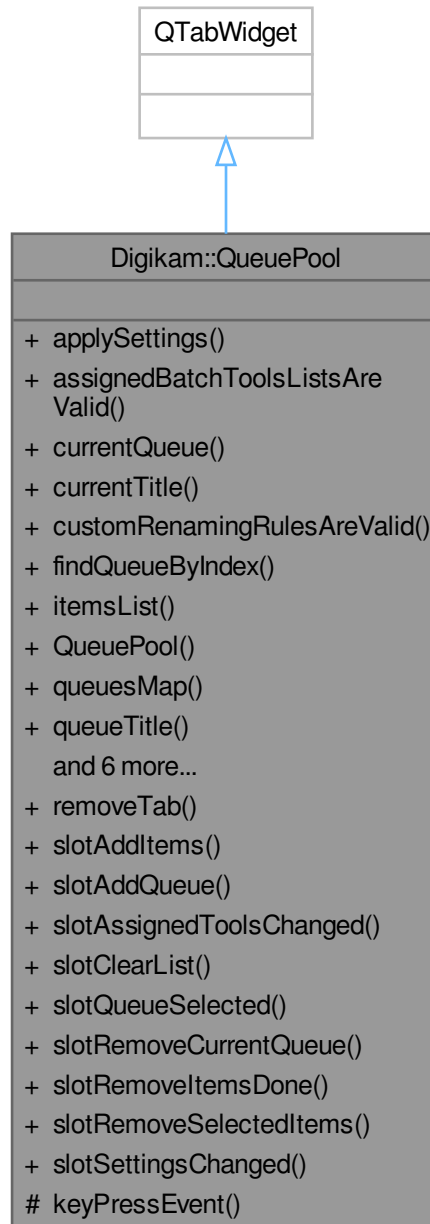 QTabWidget
Digikam::QueuePool
+ applySettings()
+ assignedBatchToolsListsAre
Valid()
+ currentQueue()
+ currentTitle()
+ customRenamingRulesAreValid()
+ findQueueByIndex()
+ itemsList()
+ QueuePool()
+ queuesMap()
+ queueTitle()
and 6 more...
+ removeTab()
+ slotAddItems()
+ slotAddQueue()
+ slotAssignedToolsChanged()
+ slotClearList()
+ slotQueueSelected()
+ slotRemoveCurrentQueue()
+ slotRemoveItemsDone()
+ slotRemoveSelectedItems()
+ slotSettingsChanged()
# keyPressEvent()